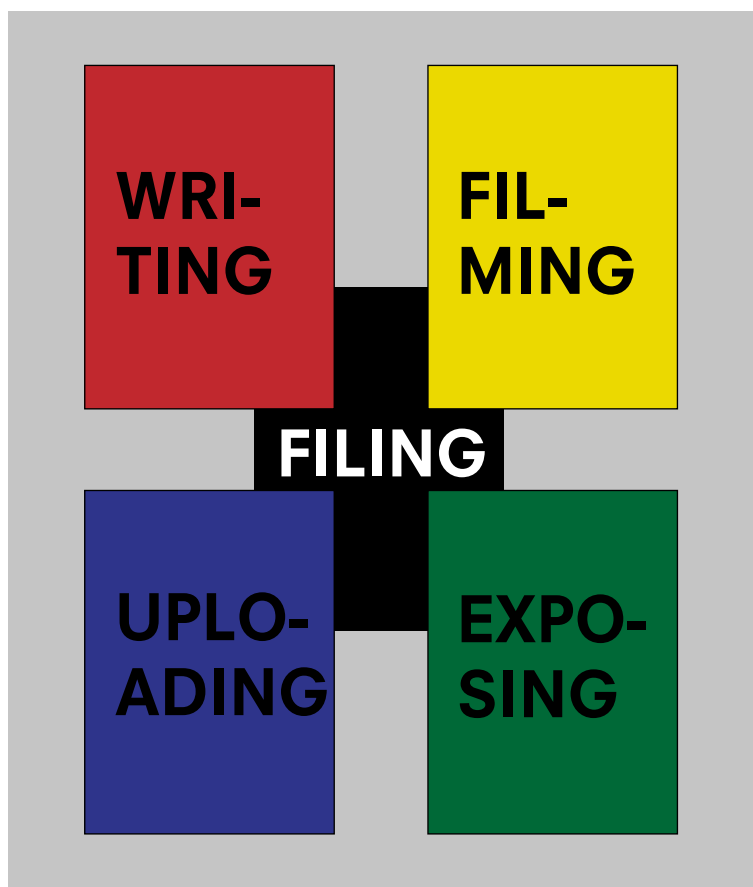 WRI-
TING
FIL-
MING
FILING
UPLO-
ADING
EXPO-
SING